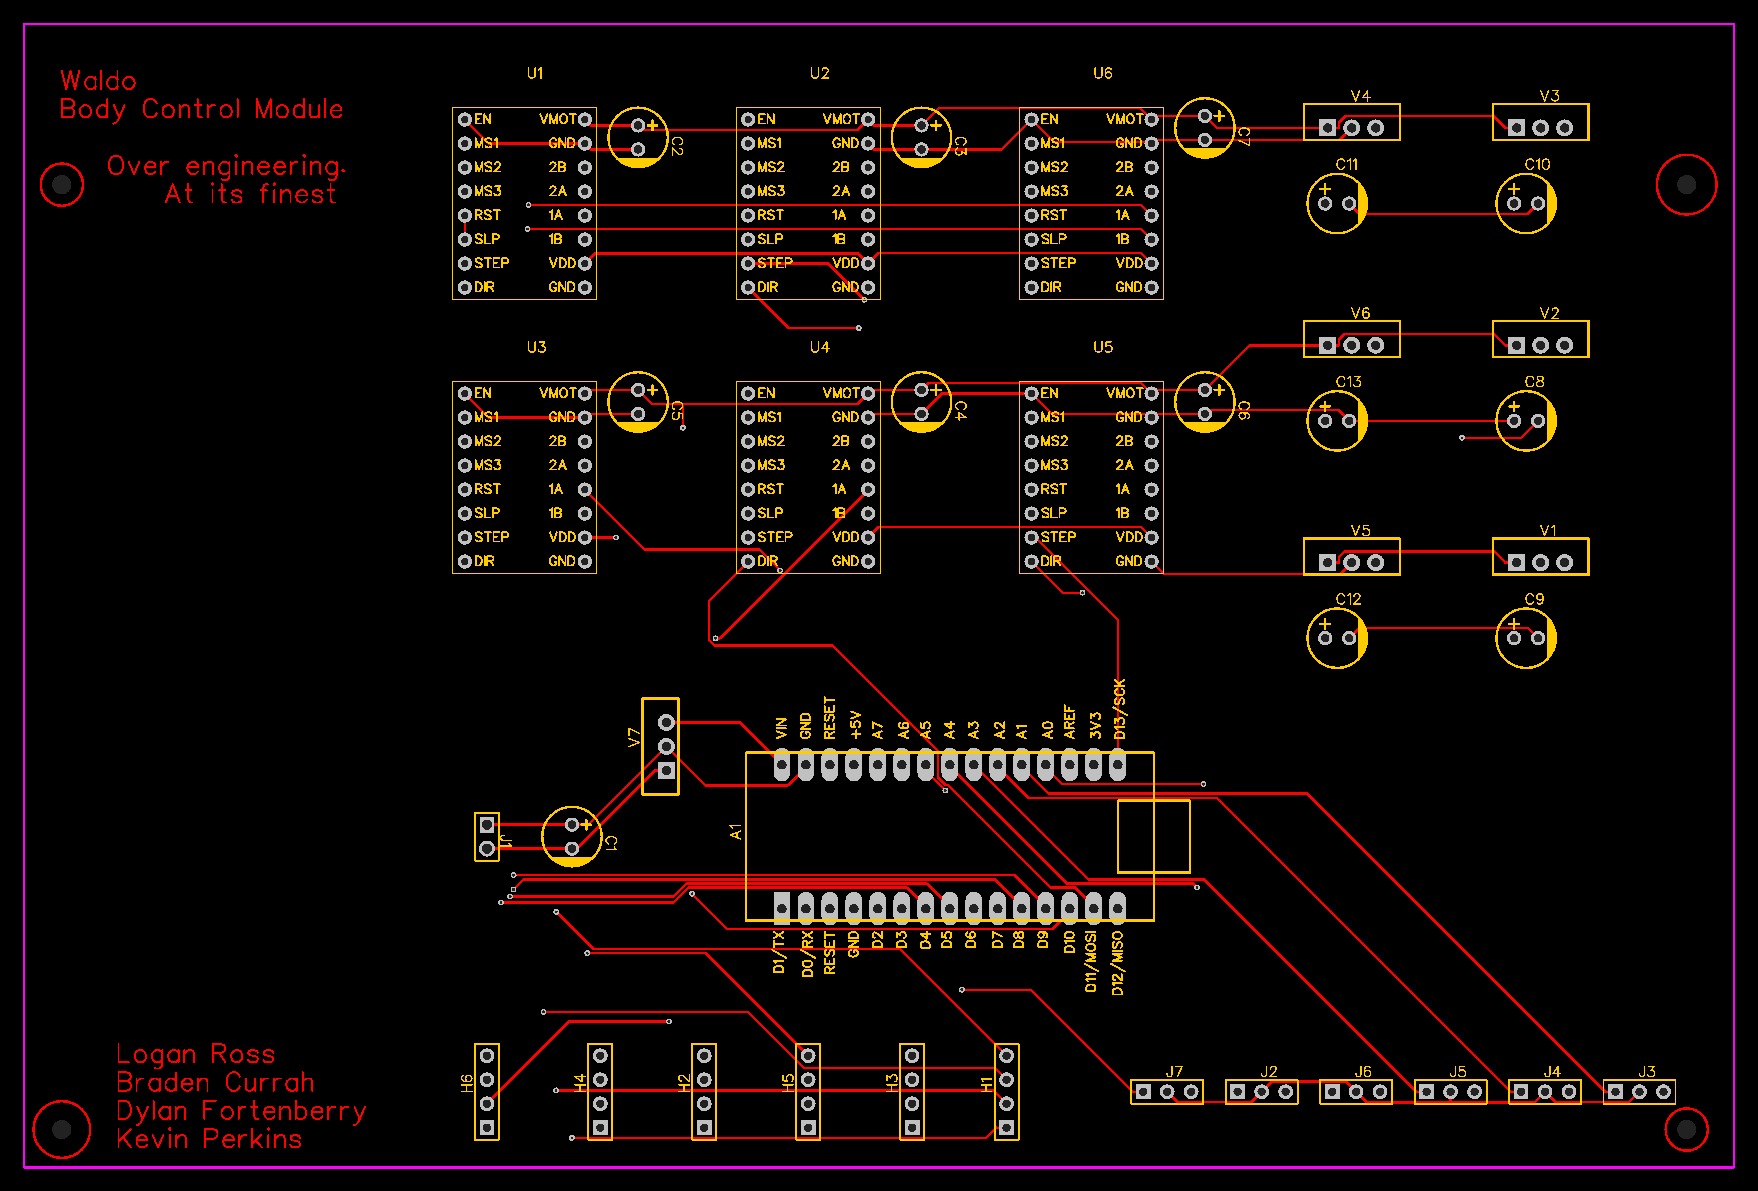 Waldo
Body Control Module
Over engineering.
At its finest
U1 U2 U6
EN VMOT EN VMOT EN VMOT
MS1 GND MS1 GND MS1 GND
MS2 2B MS2 2B MS2 2B
MS3 2A MS3 2A MS3 2A
RST 1A RST 1A RST 1A
SLP 1B SLP 1B SLP 1B
STEP VDD STEP VDD STEP VDD
DIR GND DIR GND DIR GND
+ C2 + C3 + C7
V4 V3
C11 C10
+ +
U3 U4 U5
EN VMOT EN VMOT EN VMOT
MS1 GND MS1 GND MS1 GND
MS2 2B MS2 2B MS2 2B
MS3 2A MS3 2A MS3 2A
RST 1A RST 1A RST 1A
SLP 1B SLP 1B SLP 1B
STEP VDD STEP VDD STEP VDD
DIR GND DIR GND DIR GND
+ C5 + C4 + C6
V6 V2
C13 C8
+ +
V5 V1
C12 C9
+ +
V7
J1
+ C1
A1
VIN GND RESET +5V A7 A6 A5 A4 A3 A2 A1 A0 AREF 3V3 D13/SCK
D1/TX D0/RX RESET GND D2 D3 D4 D5 D6 D7 D8 D9 D10 D11/MOSI D12/MISO
H6 H4 H2 H5 H3 H1
J7 J2 J6 J5 J4 J3
Logan Ross
Braden Currah
Dylan Fortenberry
Kevin Perkins